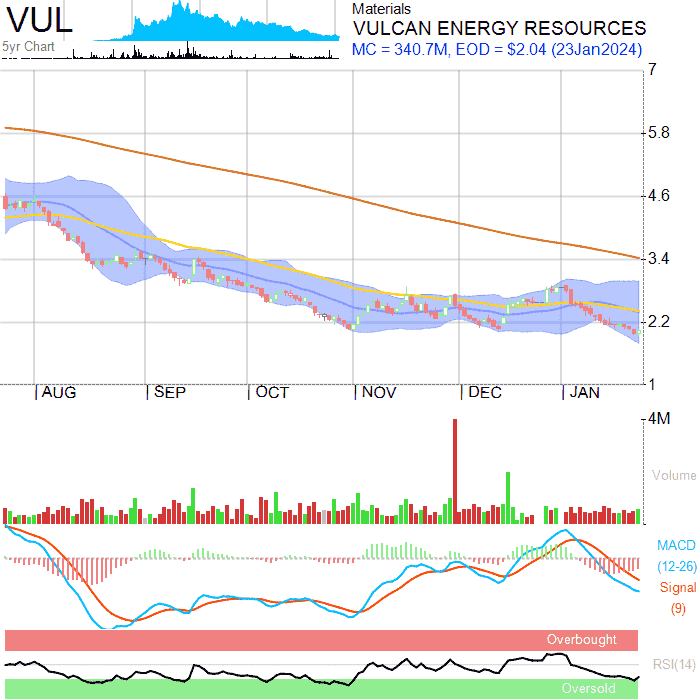 VUL
5yr Chart
Materials
VULCAN ENERGY RESOURCES
MC = 340.7M, EOD = $2.04 (23Jan2024)
7
5.8
4.6
3.4
2.2
1
AUG SEP OCT NOV DEC JAN
4M
Volume
MACD
(12-26)
Signal
(9)
Overbought
RSI(14)
Oversold